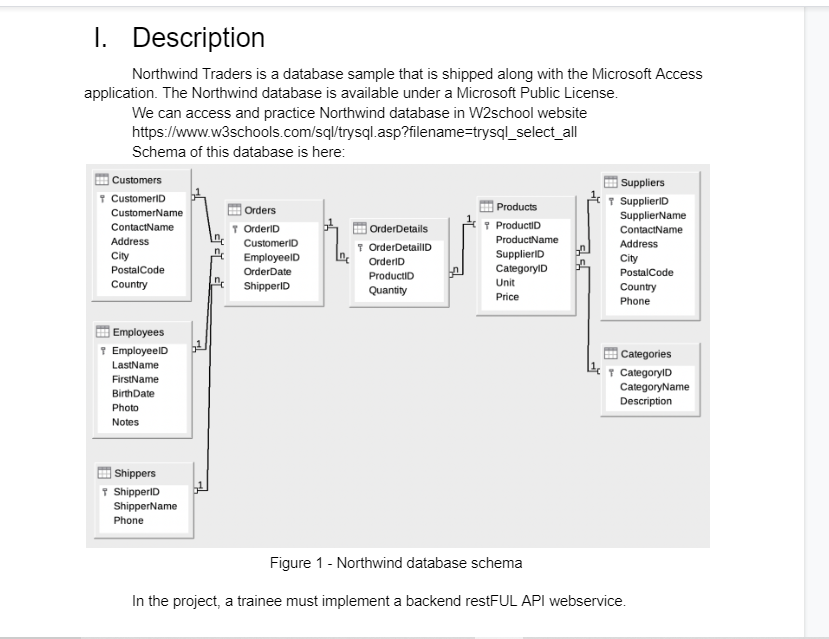 I. Description
Northwind Traders is a database sample that is shipped along with the Microsoft Access
application. The Northwind database is available under a Microsoft Public License.
We can access and practice Northwind database in W2school website
https://www.w3schools.com/sql/trysql.asp?filename=trysql_select_all
Schema of this database is here:
Customers
CustomerID
CustomerName
ContactName
Address
City
PostalCode
Country
1
n
Employees
EmployeeID
LastName
FirstName
BirthDate
Photo
Notes
1
n
Shippers
ShipperID
ShipperName
Phone
1
n
Orders
OrderID
CustomerID
EmployeeID
OrderDate
ShipperID
1
n
OrderDetails
OrderDetailID
OrderID
ProductID
Quantity
n
1
Products
ProductID
ProductName
SupplierID
CategoryID
Unit
Price
n
n
1
Suppliers
SupplierID
SupplierName
ContactName
Address
City
PostalCode
Country
Phone
1
Categories
CategoryID
CategoryName
Description
Figure 1 - Northwind database schema
In the project, a trainee must implement a backend restFUL API webservice.